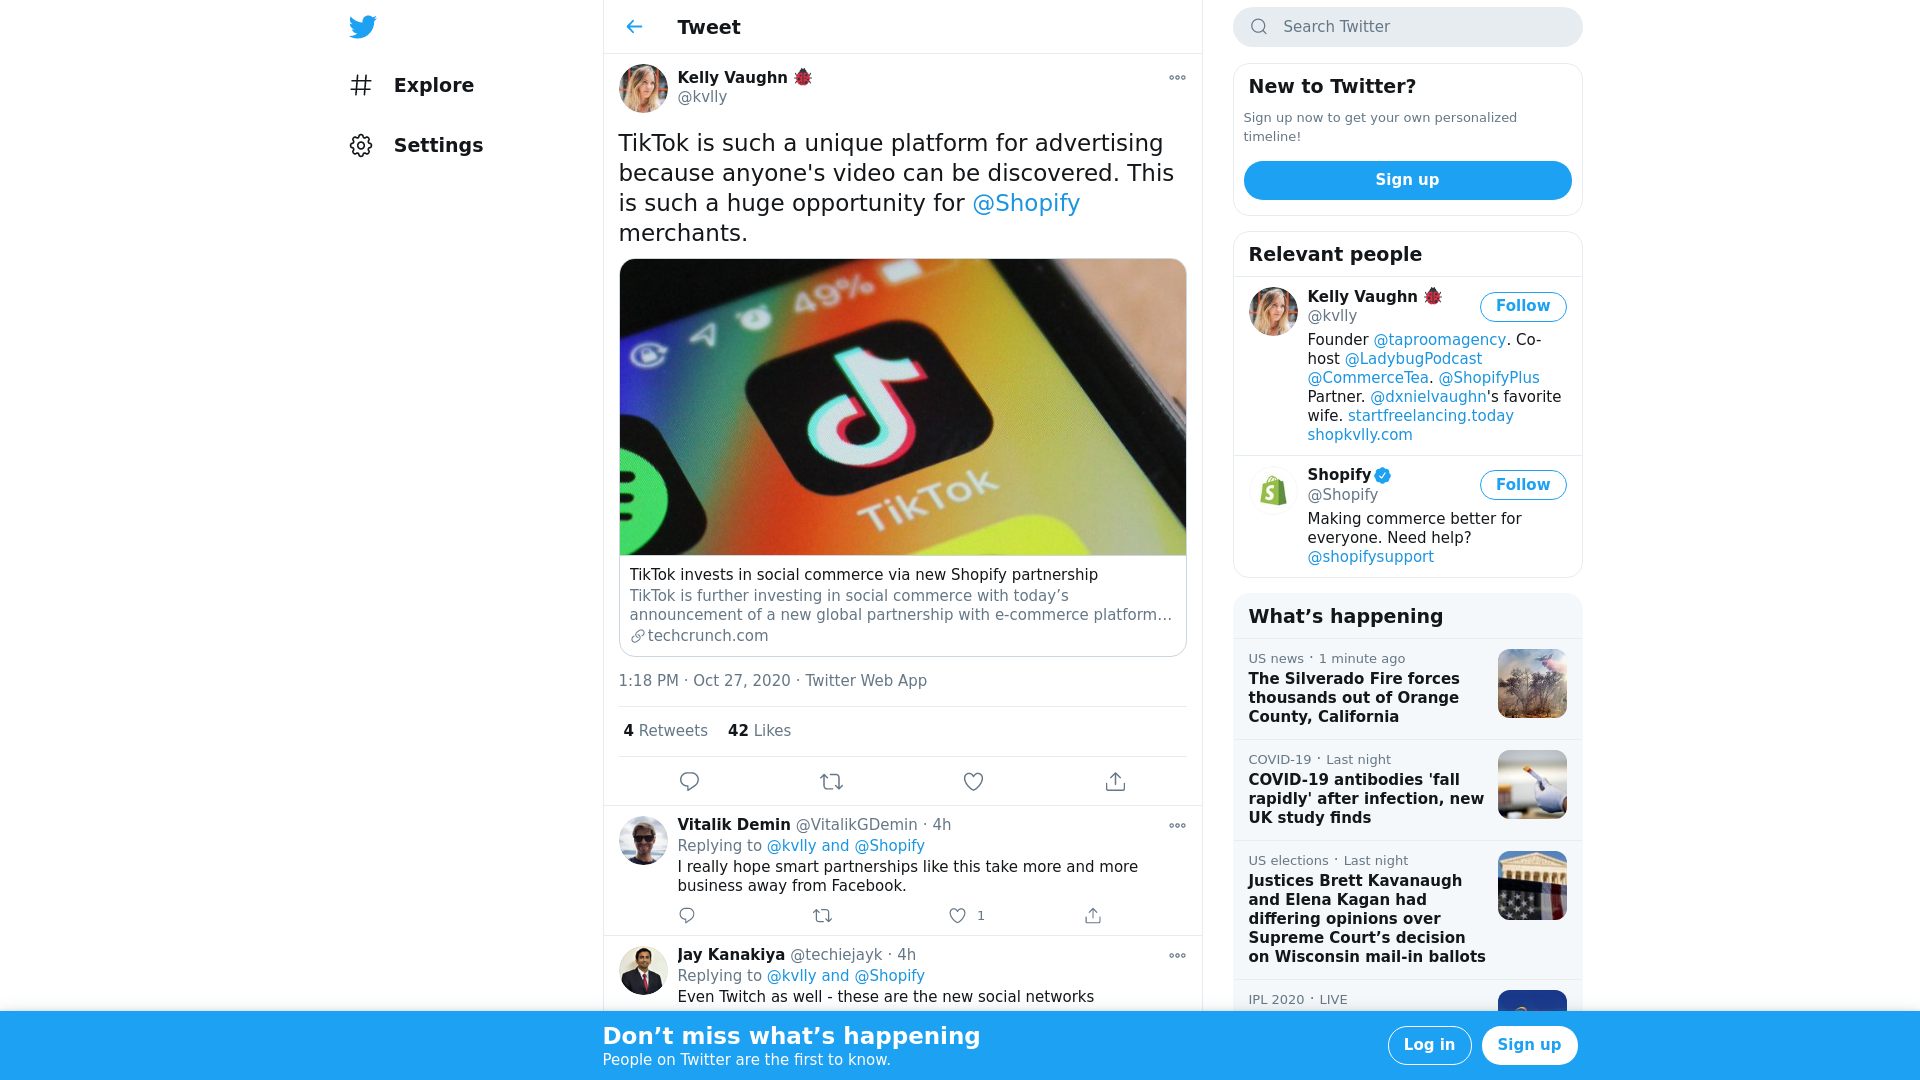 Explore
Settings
Tweet
Kelly Vaughn 🐞
@kvlly
TikTok is such a unique platform for advertising
because anyone's video can be discovered. This
is such a huge opportunity for @Shopify
merchants.
49%
TikTok
TikTok invests in social commerce via new Shopify partnership
TikTok is further investing in social commerce with today’s
announcement of a new global partnership with e-commerce platform…
techcrunch.com
1:18 PM · Oct 27, 2020 · Twitter Web App
4 Retweets 42 Likes
Vitalik Demin @VitalikGDemin · 4h
Replying to @kvlly and @Shopify
I really hope smart partnerships like this take more and more
business away from Facebook.
1
Jay Kanakiya @techiejayk · 4h
Replying to @kvlly and @Shopify
Even Twitch as well - these are the new social networks
Search Twitter
New to Twitter?
Sign up now to get your own personalized
timeline!
Sign up
Relevant people
Kelly Vaughn 🐞
@kvlly
Follow
Founder @taproomagency. Co-
host @LadybugPodcast
@CommerceTea. @ShopifyPlus
Partner. @dxnielvaughn's favorite
wife. startfreelancing.today
shopkvlly.com
Shopify
@Shopify
Follow
Making commerce better for
everyone. Need help?
@shopifysupport
What’s happening
US news · 1 minute ago
The Silverado Fire forces
thousands out of Orange
County, California
COVID-19 · Last night
COVID-19 antibodies 'fall
rapidly' after infection, new
UK study finds
US elections · Last night
Justices Brett Kavanaugh
and Elena Kagan had
differing opinions over
Supreme Court’s decision
on Wisconsin mail-in ballots
IPL 2020 · LIVE
Don’t miss what’s happening
People on Twitter are the first to know.
Log in
Sign up